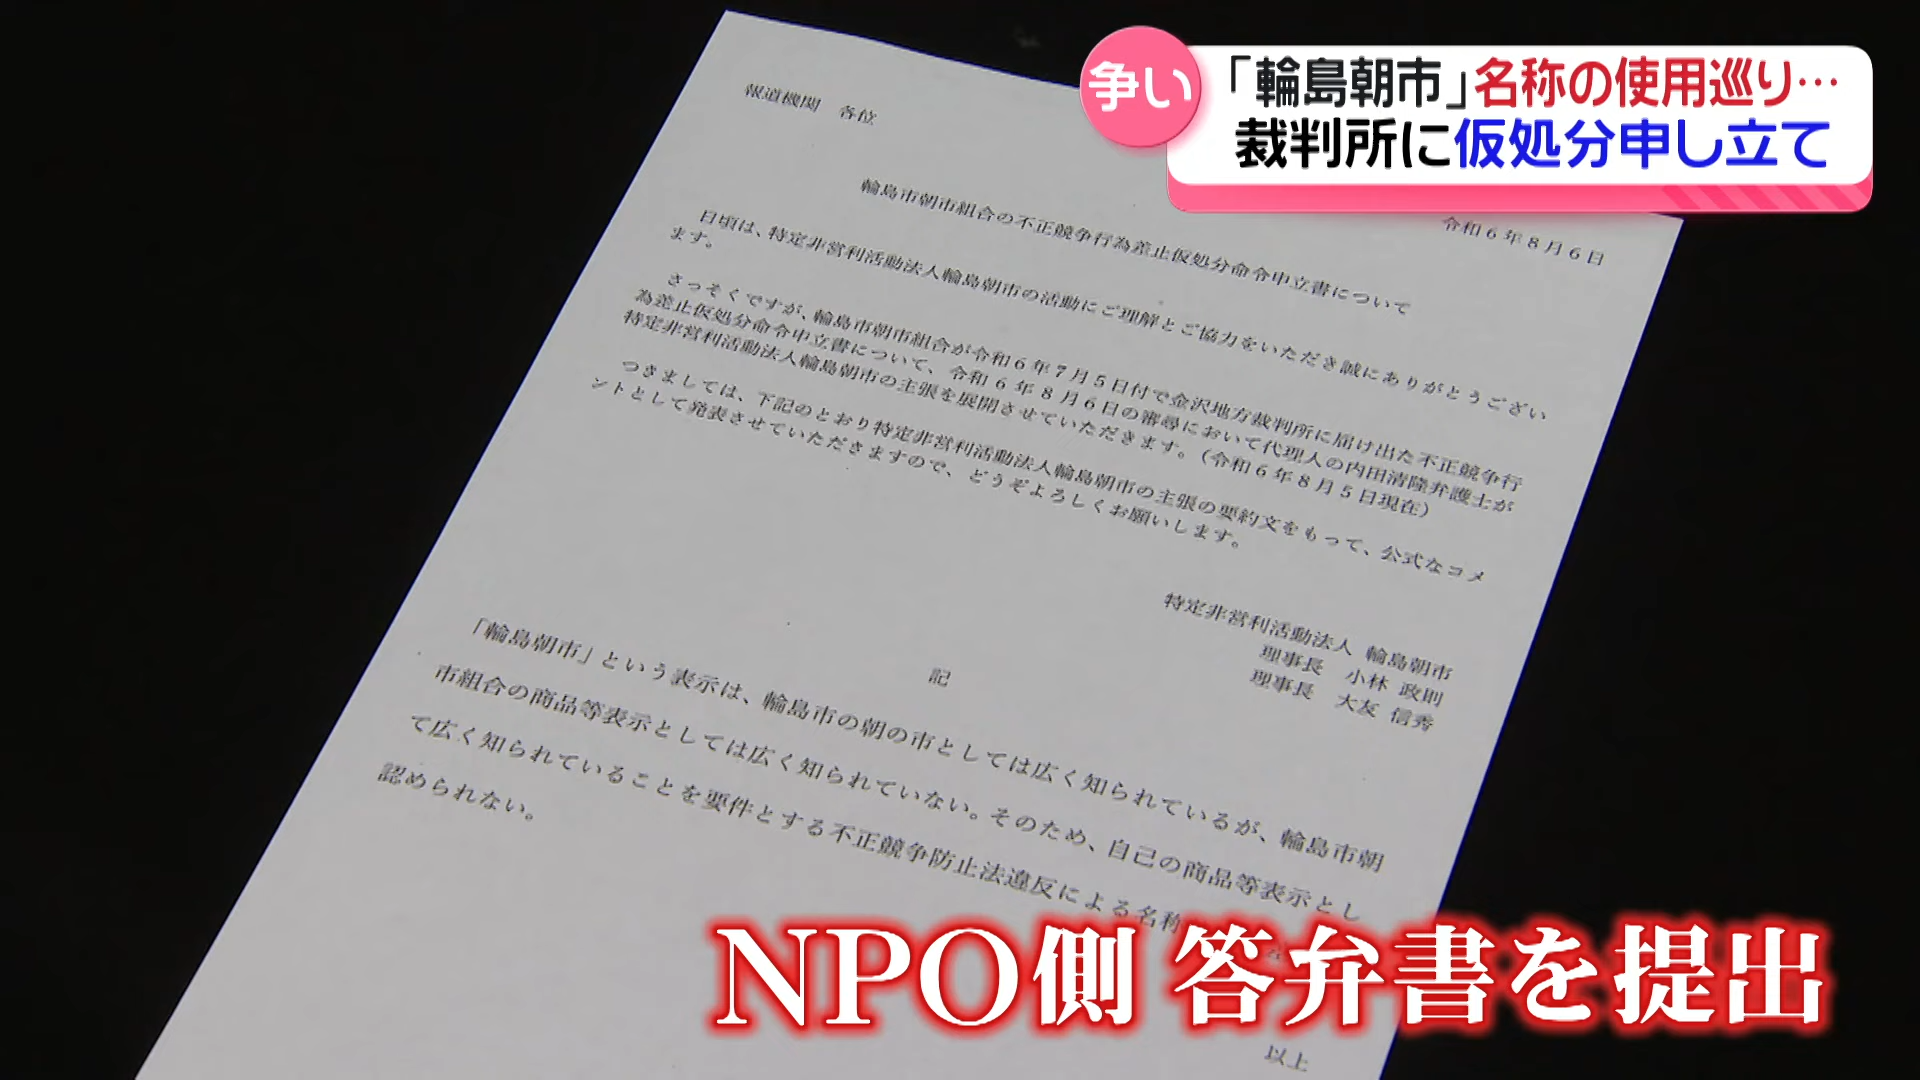 争い
「輪島朝市」名称の使用巡り…
裁判所に仮処分申し立て
報道機関 各位
令和6年8月6日
輪島市朝市組合の不正競争行為差止仮処分命令申立書について
日頃は、特定非営利活動法人輪島朝市の活動にご理解とご協力をいただき誠にありがとうござい
ます。
さっそくですが、輪島市朝市組合が令和6年7月5日付で金沢地方裁判所に届け出た不正競争行
為差止仮処分命令申立書について、令和6年8月6日の審尋において代理人の内田清隆弁護士が
特定非営利活動法人輪島朝市の主張を展開させていただきます。（令和6年8月5日現在）
つきましては、下記のとおり特定非営利活動法人輪島朝市の主張の要約文をもって、公式なコメ
ントとして発表させていただきますので、どうぞよろしくお願いします。
特定非営利活動法人 輪島朝市
理事長 小林 政則
理事長 大友 信秀
記
「輪島朝市」という表示は、輪島市の朝の市としては広く知られているが、輪島市朝
市組合の商品等表示としては広く知られていない。そのため、自己の商品等表示とし
て広く知られていることを要件とする不正競争防止法違反による名称
認められない。
NPO側 答弁書を提出
以上